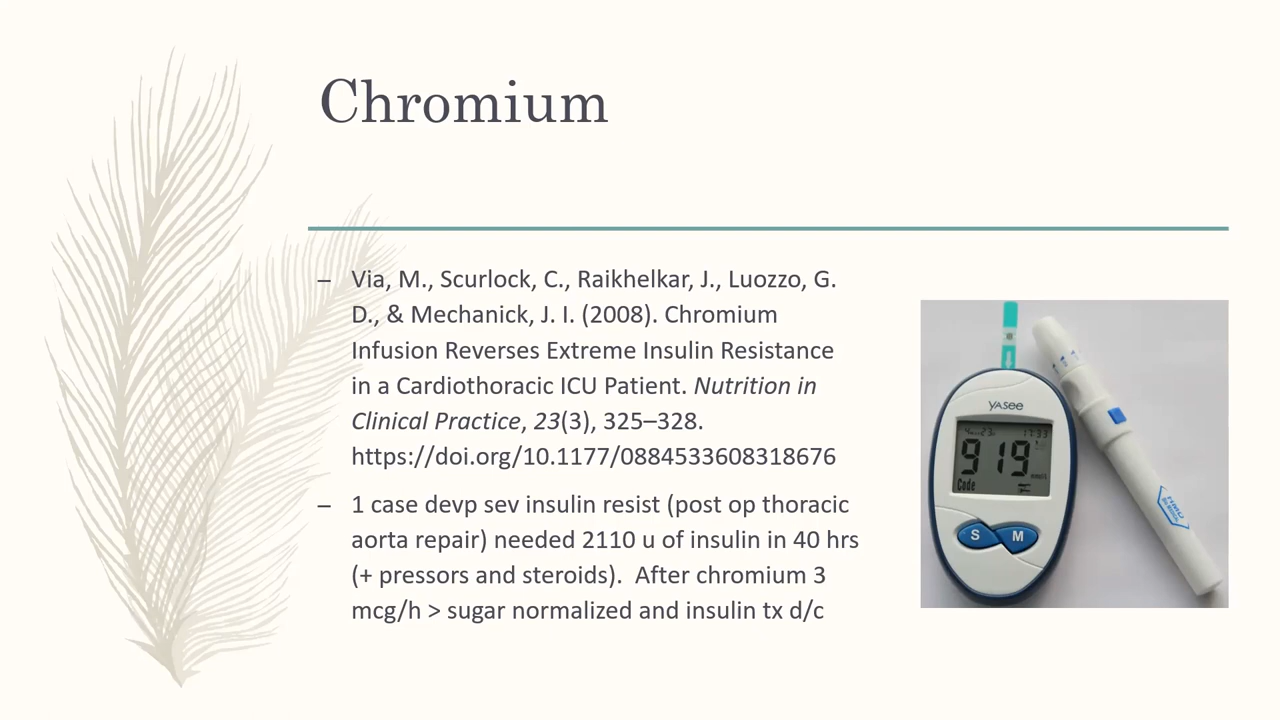 Chromium
– Via, M., Scurlock, C., Raikhelkar, J., Luozzo, G.
D., & Mechanick, J. I. (2008). Chromium
Infusion Reverses Extreme Insulin Resistance
in a Cardiothoracic ICU Patient. Nutrition in
Clinical Practice, 23(3), 325–328.
https://doi.org/10.1177/0884533608318676
– 1 case devp sev insulin resist (post op thoracic
aorta repair) needed 2110 u of insulin in 40 hrs
(+ pressors and steroids).  After chromium 3
mcg/h > sugar normalized and insulin tx d/c
YASee
919
Code
S M